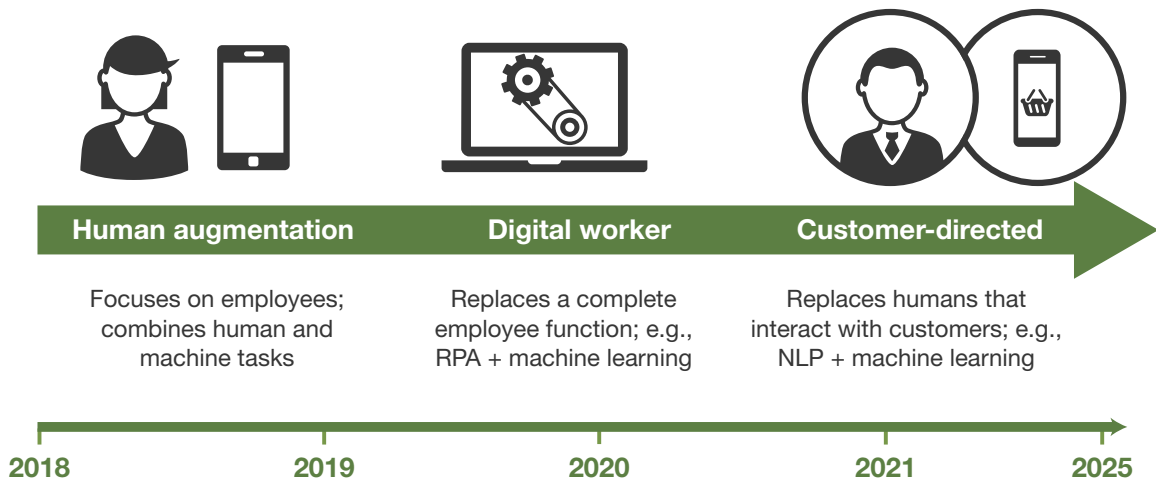 Human augmentation
Digital worker
Customer-directed
Focuses on employees;
combines human and
machine tasks
Replaces a complete
employee function; e.g.,
RPA + machine learning
Replaces humans that
interact with customers; e.g.,
NLP + machine learning
2018
2019
2020
2021
2025